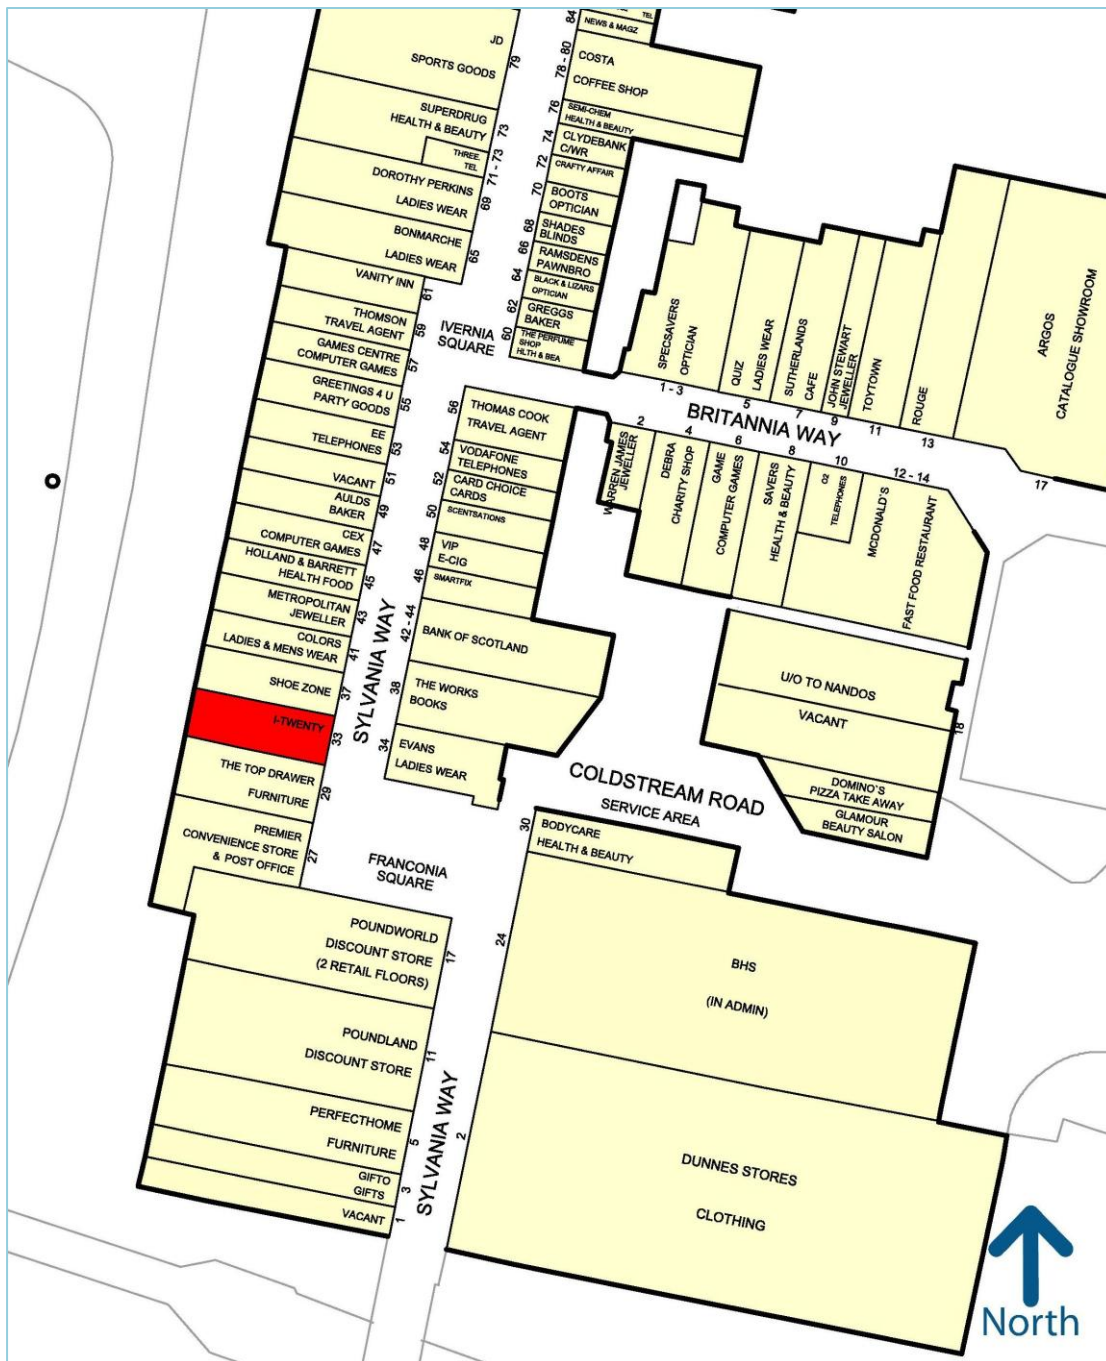 JD
SPORTS GOODS
79
SUPERDRUG
HEALTH & BEAUTY
73
THREE.
TEL
71 - 73
DOROTHY PERKINS
LADIES WEAR
69
BONMARCHE
LADIES WEAR
65
VANITY INN
61
THOMSON
TRAVEL AGENT
59
GAMES CENTRE
COMPUTER GAMES
57
GREETINGS 4 U
PARTY GOODS
55
EE
TELEPHONES
53
VACANT
51
AULDS
BAKER
49
CEX
COMPUTER GAMES
47
HOLLAND & BARRETT
HEALTH FOOD
45
METROPOLITAN
JEWELLER
43
COLORS
LADIES & MENS WEAR
41
SHOE ZONE
37
I-TWENTY
33
THE TOP DRAWER
FURNITURE
29
PREMIER
CONVENIENCE STORE
& POST OFFICE
27
POUNDWORLD
DISCOUNT STORE
(2 RETAIL FLOORS)
17
POUNDLAND
DISCOUNT STORE
11
PERFECTHOME
FURNITURE
5
GIFTO
GIFTS
3
VACANT
1
TEL
84
NEWS & MAGZ
78 - 80
COSTA
COFFEE SHOP
76
SEMI-CHEM
HEALTH & BEAUTY
74
CLYDEBANK
C/WR
72
CRAFTY AFFAIR
70
BOOTS
OPTICIAN
68
SHADES
BLINDS
66
RAMSDENS
PAWNBRO
64
BLACK & LIZARS
OPTICIAN
62
GREGGS
BAKER
60
THE PERFUME
SHOP
HLTH & BEA
IVERNIA
SQUARE
56
THOMAS COOK
TRAVEL AGENT
54
VODAFONE
TELEPHONES
52
CARD CHOICE
CARDS
50
SCENTSATIONS
48
VIP
E-CIG
46
SMARTFIX
42 - 44
BANK OF SCOTLAND
38
THE WORKS
BOOKS
34
EVANS
LADIES WEAR
SYLVANIA WAY
FRANCONIA
SQUARE
SYLVANIA WAY
SPECSAVERS
OPTICIAN
1 - 3
QUIZ
LADIES WEAR
5
SUTHERLANDS
CAFE
7
JOHN STEWART
JEWELLER
9
TOYTOWN
11
ROUGE
13
ARGOS
CATALOGUE SHOWROOM
17
BRITANNIA WAY
WARREN JAMES
JEWELLER
2
DEBRA
CHARITY SHOP
4
GAME
COMPUTER GAMES
6
SAVERS
HEALTH & BEAUTY
8
O2
TELEPHONES
10
MCDONALD`S
FAST FOOD RESTAURANT
12 - 14
U/O TO NANDOS
VACANT
18
DOMINO`S
PIZZA TAKE AWAY
GLAMOUR
BEAUTY SALON
COLDSTREAM ROAD
SERVICE AREA
30
BODYCARE
HEALTH & BEAUTY
24
BHS
(IN ADMIN)
2
DUNNES STORES
CLOTHING
North